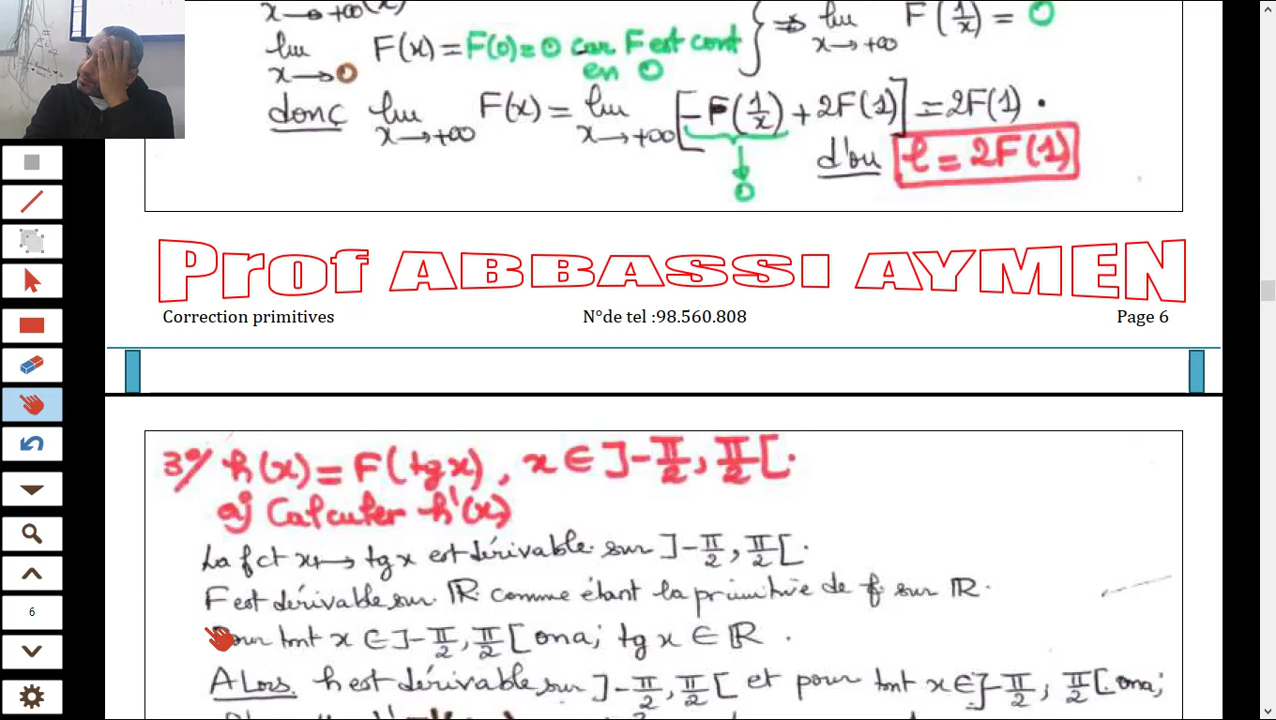 x→+∞
lim F(x) = F(0) = 0 car F est cont
x→0 en 0
} ⇒ lim F(1/x) = 0
x→+∞
donc lim F(x) = lim [-F(1/x) + 2F(1)] = 2F(1) .
x→+∞ x→+∞
↓
0
d'ou l = 2F(1)
Prof ABBASSI AYMEN
Correction primitives N°de tel :98.560.808 Page 6
3°/ h(x) = F(tg x), x ∈ ]-π/2, π/2[.
a) Calculer h'(x)
La fct x ↦ tg x est dérivable sur ]-π/2, π/2[.
F est dérivable sur ℝ comme étant la primitive de f sur ℝ.
Pour tout x ∈ ]-π/2, π/2[ ona; tg x ∈ ℝ .
Alors h est dérivable sur ]-π/2, π/2[ et pour tout x ∈ ]-π/2, π/2[ ona;
6